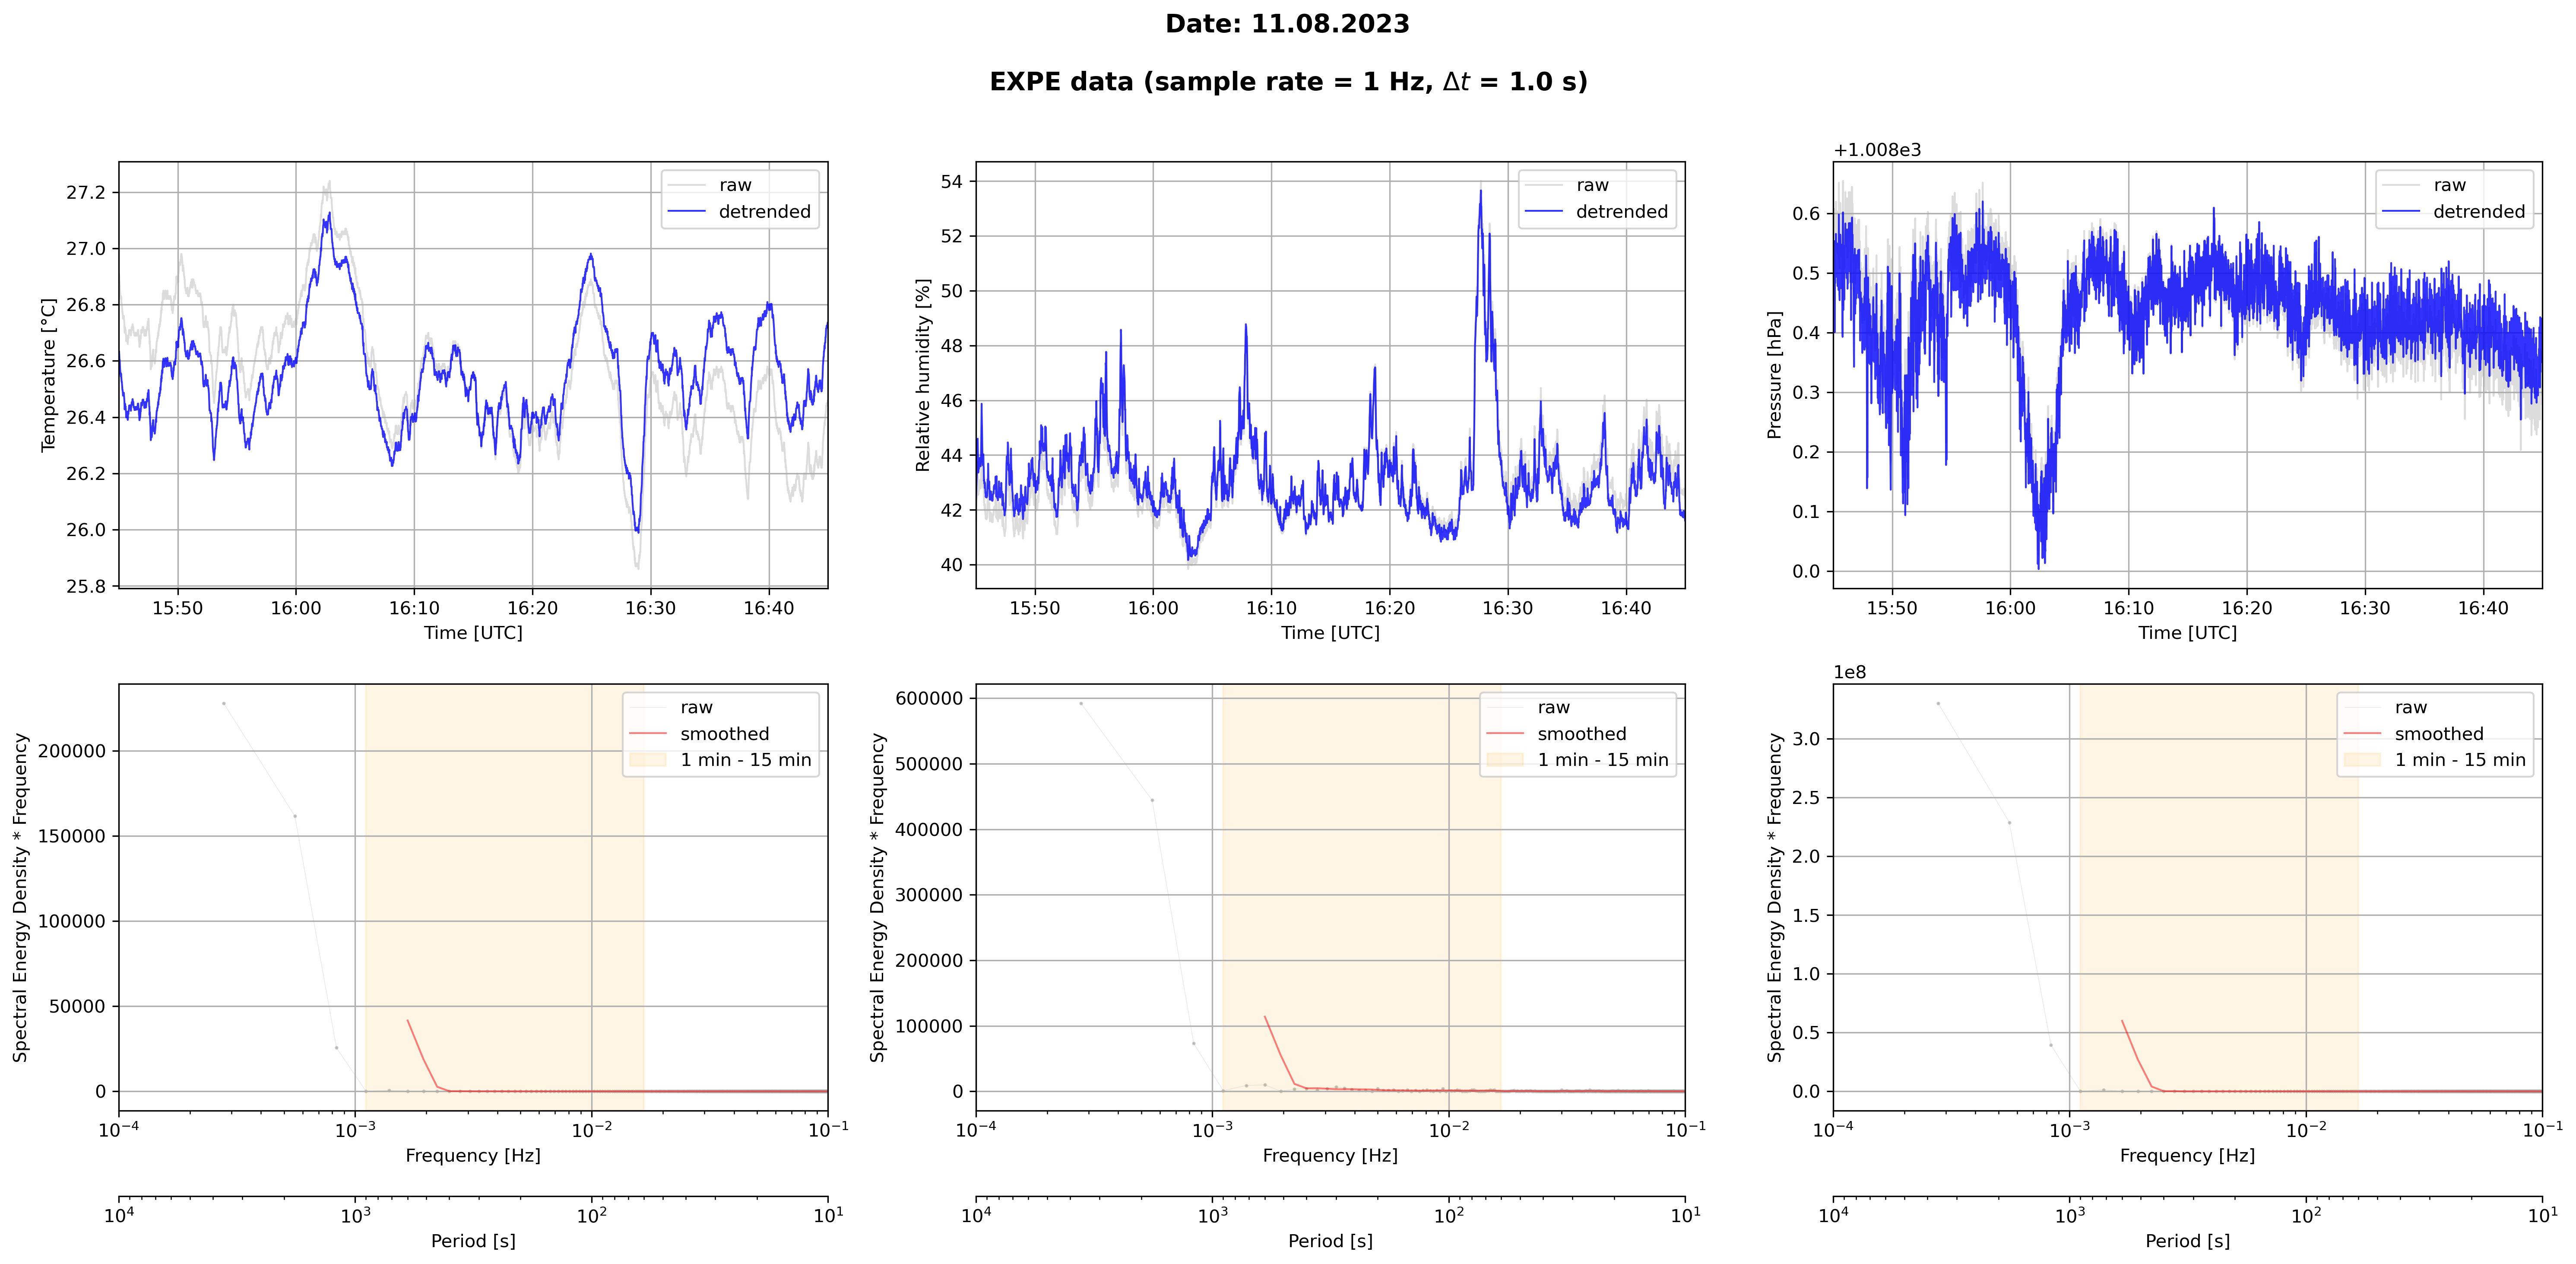 Date: 11.08.2023
EXPE data (sample rate = 1 Hz, Δt = 1.0 s)
Temperature [°C]
27.2
27.0
26.8
26.6
26.4
26.2
26.0
25.8
raw
detrended
15:50 16:00 16:10 16:20 16:30 16:40
Time [UTC]
Relative humidity [%]
54
52
50
48
46
44
42
40
raw
detrended
15:50 16:00 16:10 16:20 16:30 16:40
Time [UTC]
+1.008e3
Pressure [hPa]
0.6
0.5
0.4
0.3
0.2
0.1
0.0
raw
detrended
15:50 16:00 16:10 16:20 16:30 16:40
Time [UTC]
Spectral Energy Density * Frequency
200000
150000
100000
50000
0
raw
smoothed
1 min - 15 min
10⁻⁴ 10⁻³ 10⁻² 10⁻¹
Frequency [Hz]
10⁴ 10³ 10² 10¹
Period [s]
Spectral Energy Density * Frequency
600000
500000
400000
300000
200000
100000
0
raw
smoothed
1 min - 15 min
10⁻⁴ 10⁻³ 10⁻² 10⁻¹
Frequency [Hz]
10⁴ 10³ 10² 10¹
Period [s]
1e8
Spectral Energy Density * Frequency
3.0
2.5
2.0
1.5
1.0
0.5
0.0
raw
smoothed
1 min - 15 min
10⁻⁴ 10⁻³ 10⁻² 10⁻¹
Frequency [Hz]
10⁴ 10³ 10² 10¹
Period [s]